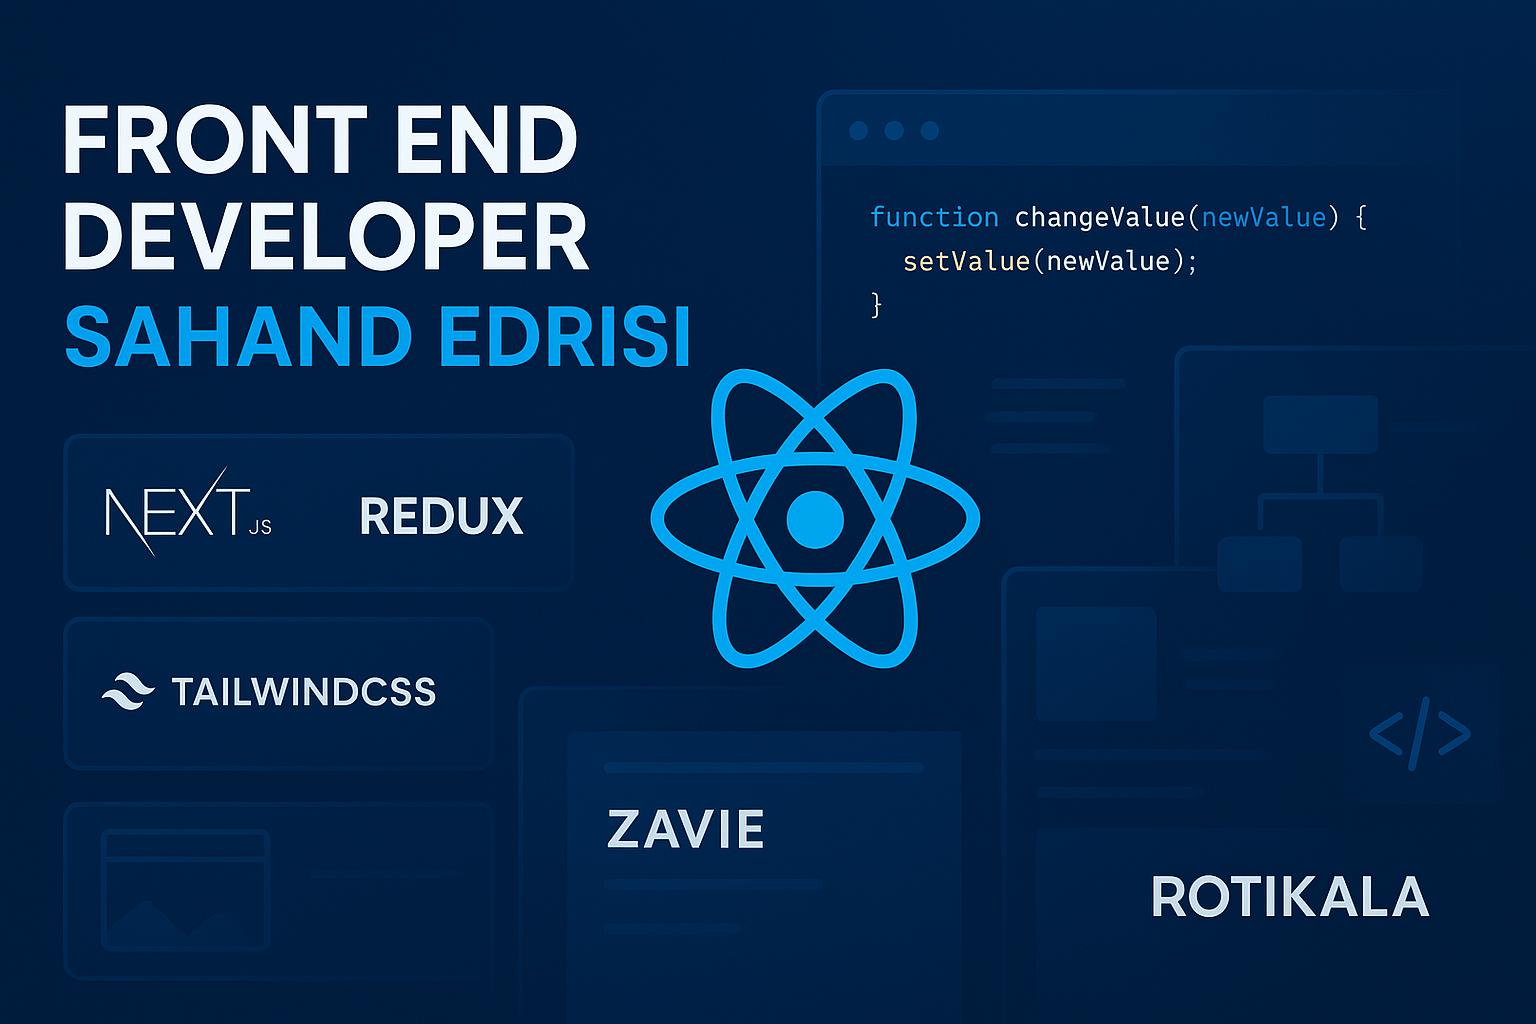 FRONT END
DEVELOPER
SAHAND EDRISI
function changeValue(newValue) {
  setValue(newValue);
}
NEXT.JS
REDUX
TAILWINDCSS
ZAVIE
</>
ROTIKALA